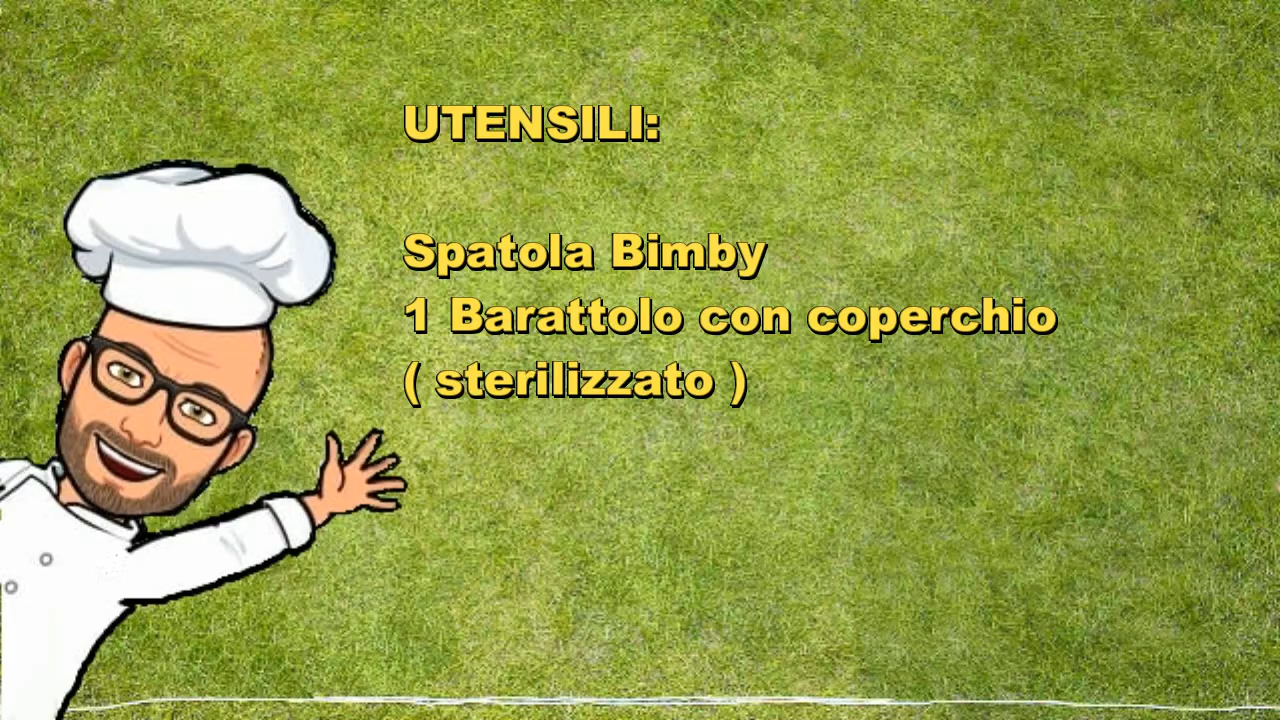 UTENSILI:
Spatola Bimby
1 Barattolo con coperchio
( sterilizzato )